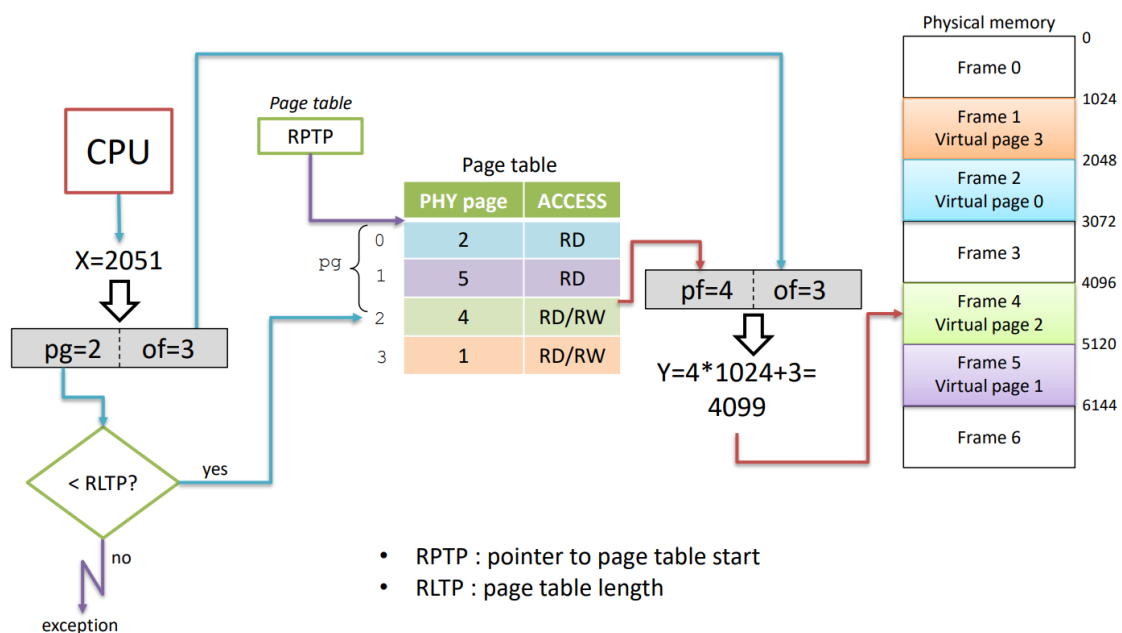 Physical memory
0
Frame 0
1024
Frame 1
Virtual page 3
2048
Frame 2
Virtual page 0
3072
Frame 3
4096
Frame 4
Virtual page 2
5120
Frame 5
Virtual page 1
6144
Frame 6
Page table
RPTP
CPU
X=2051
pg=2 of=3
< RLTP?
yes
no
exception
Page table
PHY page ACCESS
pg
0 2 RD
1 5 RD
2 4 RD/RW
3 1 RD/RW
pf=4 of=3
Y=4*1024+3=
4099
• RPTP : pointer to page table start
• RLTP : page table length